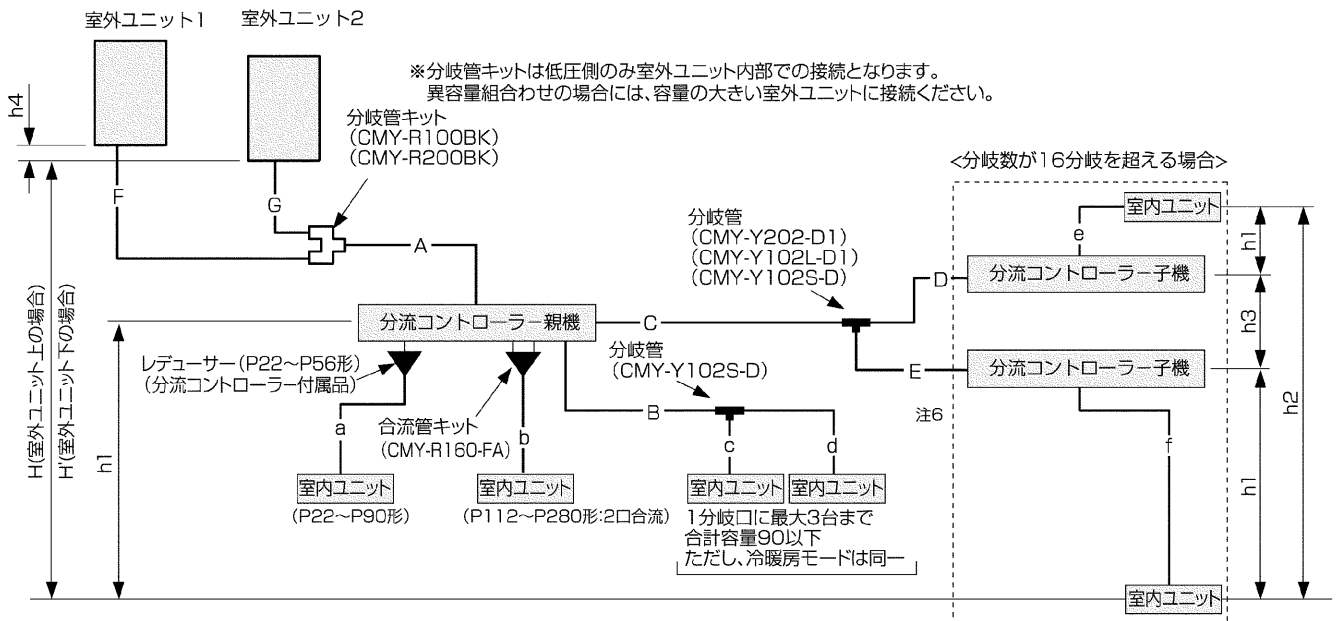 室外ユニット1
室外ユニット2
※分岐管キットは低圧側のみ室外ユニット内部での接続となります。
異容量組合わせの場合には、容量の大きい室外ユニットに接続ください。
h4
分岐管キット
(CMY-R100BK)
(CMY-R200BK)
<分岐数が16分岐を超える場合>
F
G
A
室内ユニット
e
h1
分岐管
(CMY-Y202-D1)
(CMY-Y102L-D1)
(CMY-Y102S-D)
D
分流コントローラー子機
H(室外ユニット上の場合)
H'(室外ユニット下の場合)
分流コントローラー親機
C
h3
レデューサー(P22~P56形)
(分流コントローラー付属品)
分岐管
(CMY-Y102S-D)
E
分流コントローラー子機
h2
h1
a
合流管キット
(CMY-R160-FA)
b
B
注6
c
d
f
h1
室内ユニット
室内ユニット
室内ユニット
室内ユニット
(P22~P90形)
(P112~P280形:2口合流)
1分岐口に最大3台まで
合計容量90以下
ただし、冷暖房モードは同一
室内ユニット